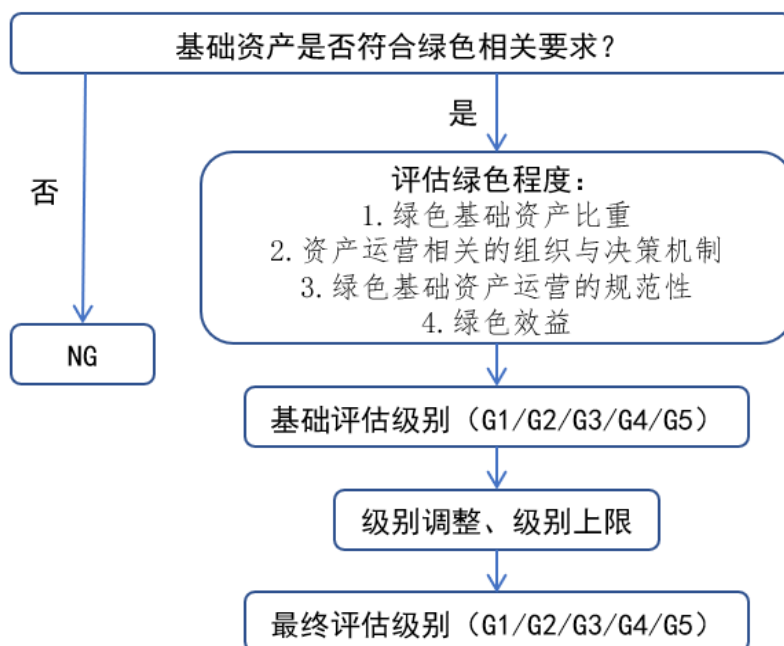 基础资产是否符合绿色相关要求？
是
否
评估绿色程度：
1.绿色基础资产比重
2.资产运营相关的组织与决策机制
3.绿色基础资产运营的规范性
4.绿色效益
NG
基础评估级别（G1/G2/G3/G4/G5）
级别调整、级别上限
最终评估级别（G1/G2/G3/G4/G5）